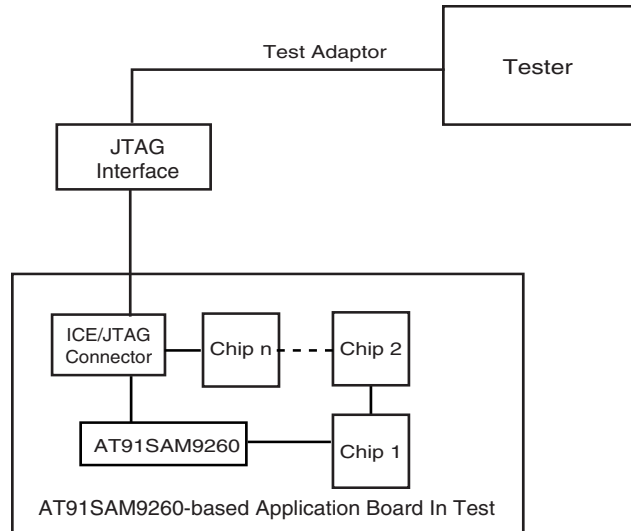 Test Adaptor
Tester
JTAG
Interface
ICE/JTAG
Connector
Chip n
Chip 2
AT91SAM9260
Chip 1
AT91SAM9260-based Application Board In Test